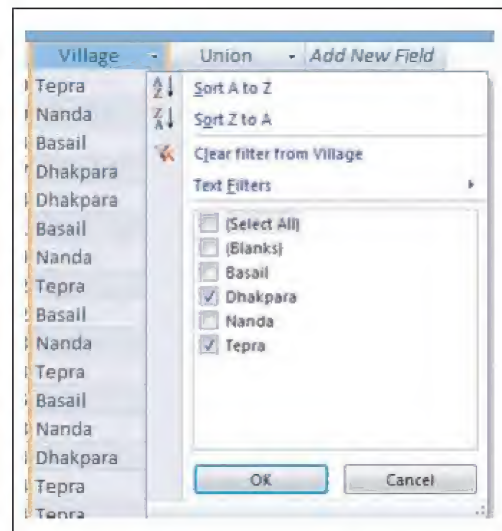 Village Union Add New Field
Tepra
Nanda
Basail
Dhakpara
Dhakpara
Basail
Nanda
Tepra
Basail
Nanda
Tepra
Basail
Nanda
Dhakpara
Tepra
Tepra
Sort A to Z
Sort Z to A
Clear filter from Village
Text Filters
(Select All)
(Blanks)
Basail
Dhakpara
Nanda
Tepra
OK Cancel